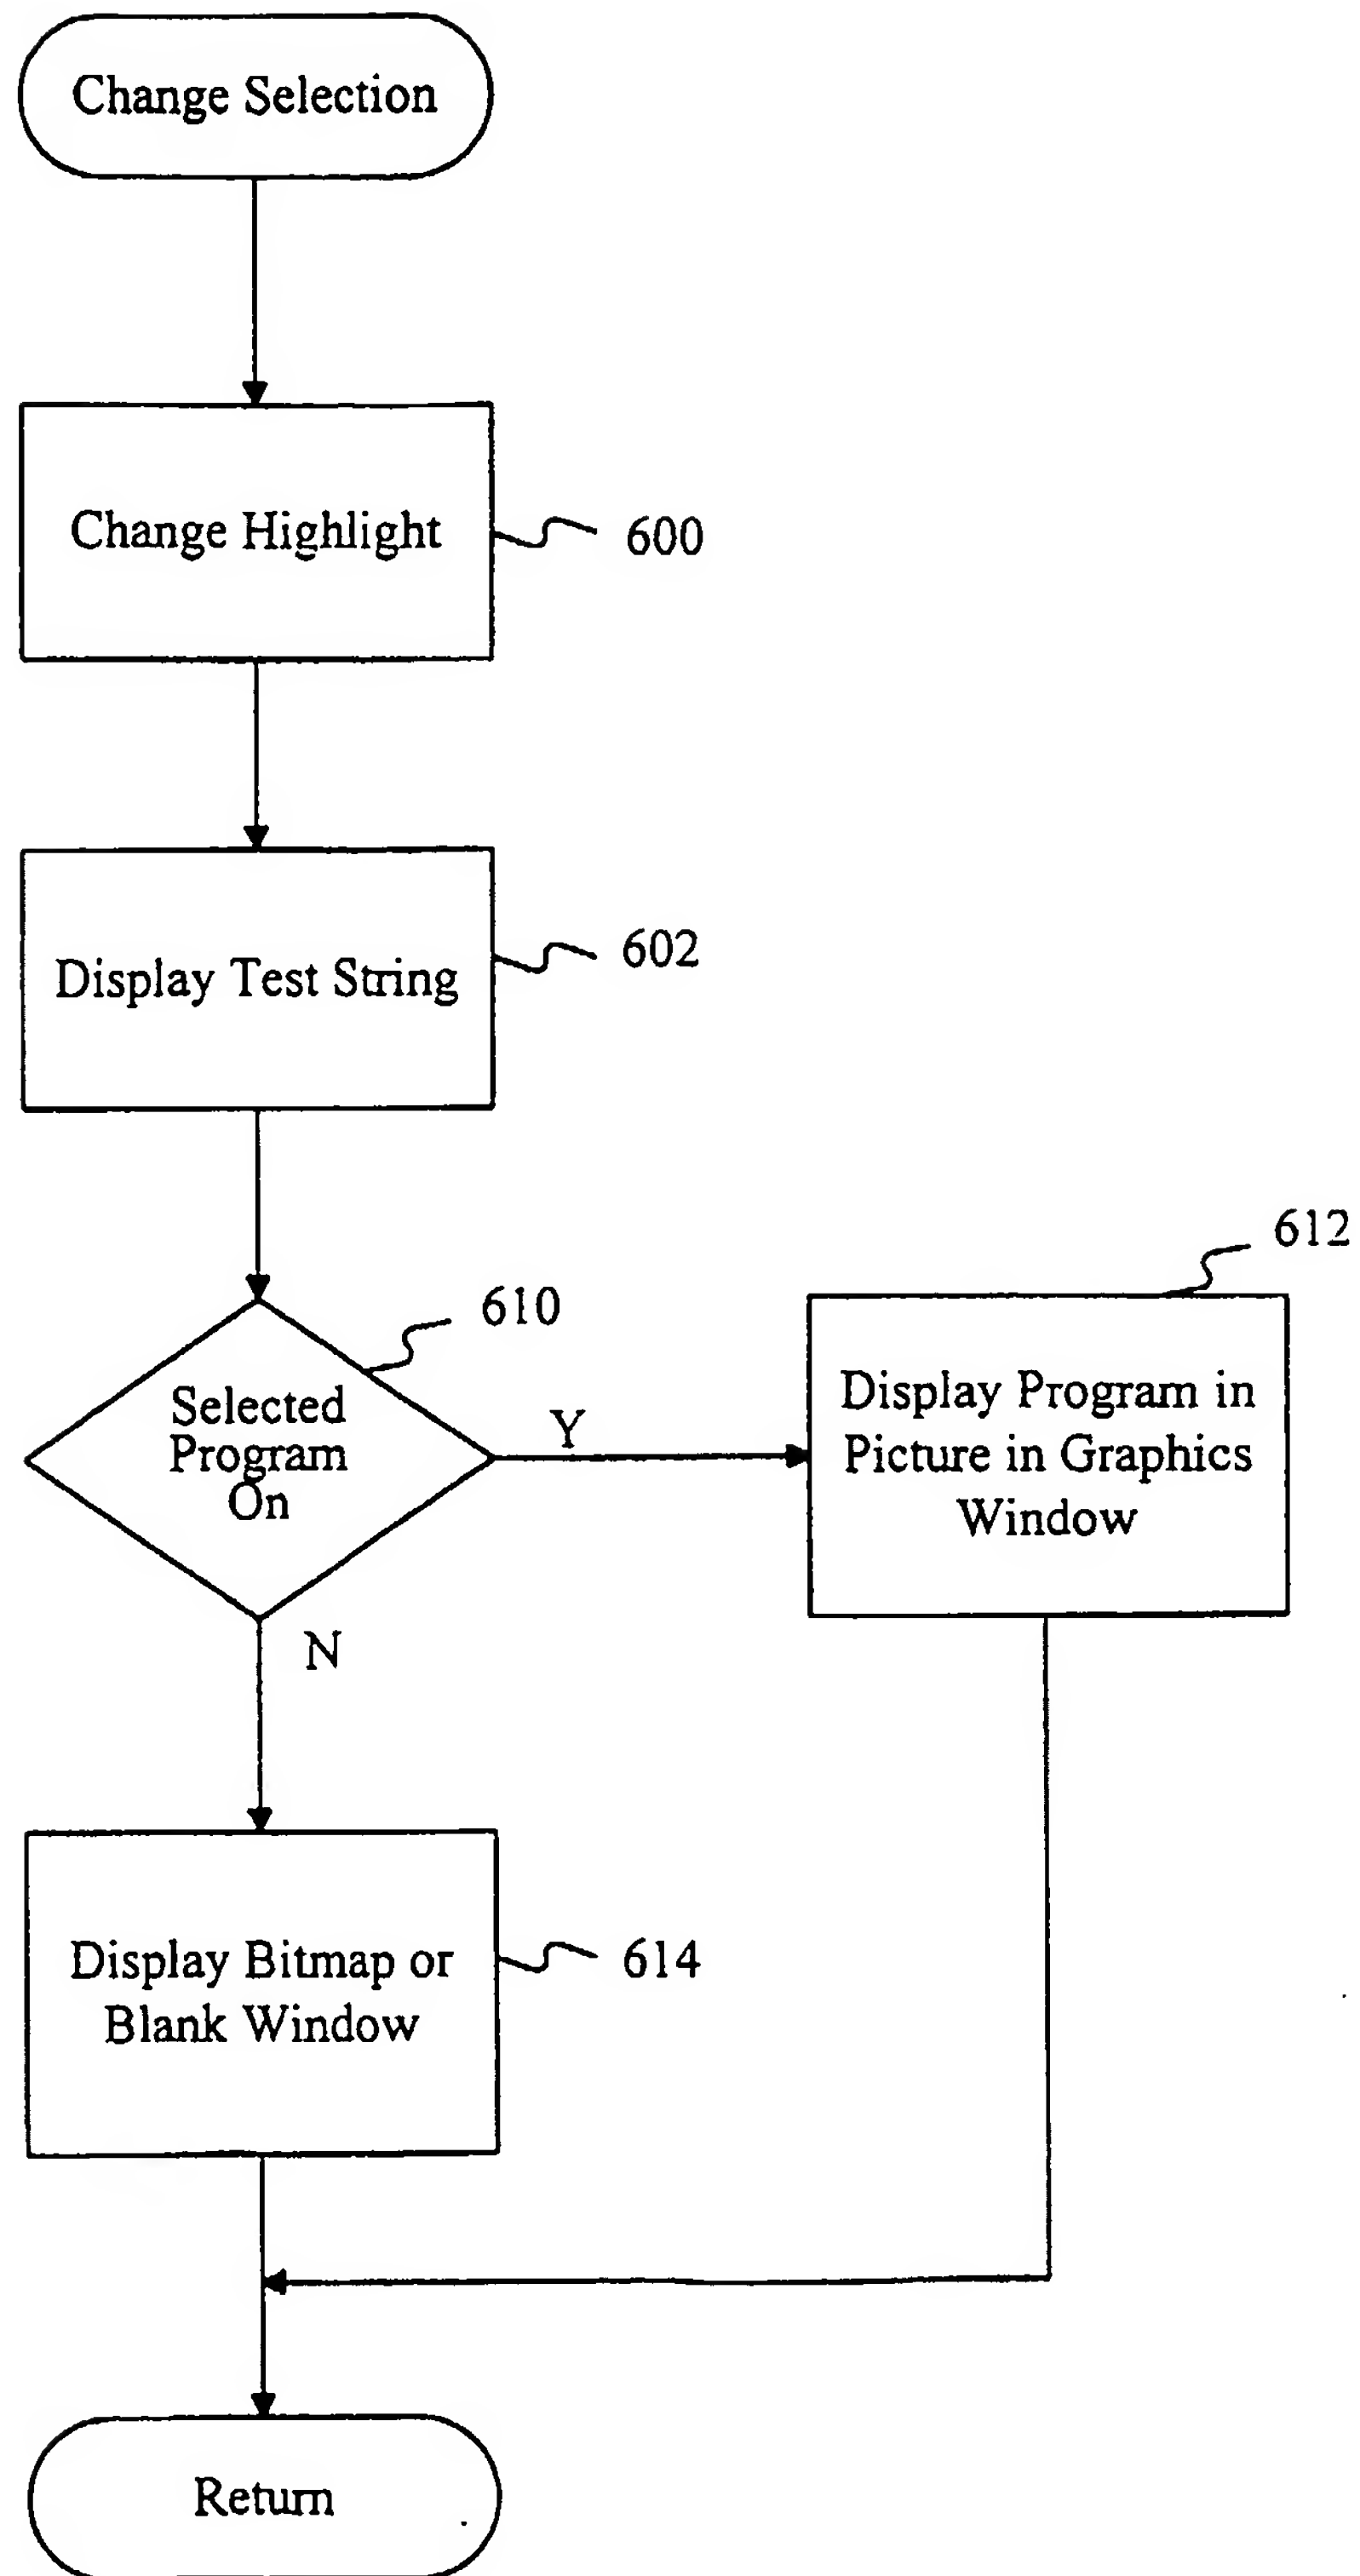 Change Selection
Change Highlight
600
Display Test String
602
610
Selected
Program
On
Y
612
Display Program in
Picture in Graphics
Window
N
Display Bitmap or
Blank Window
614
Return